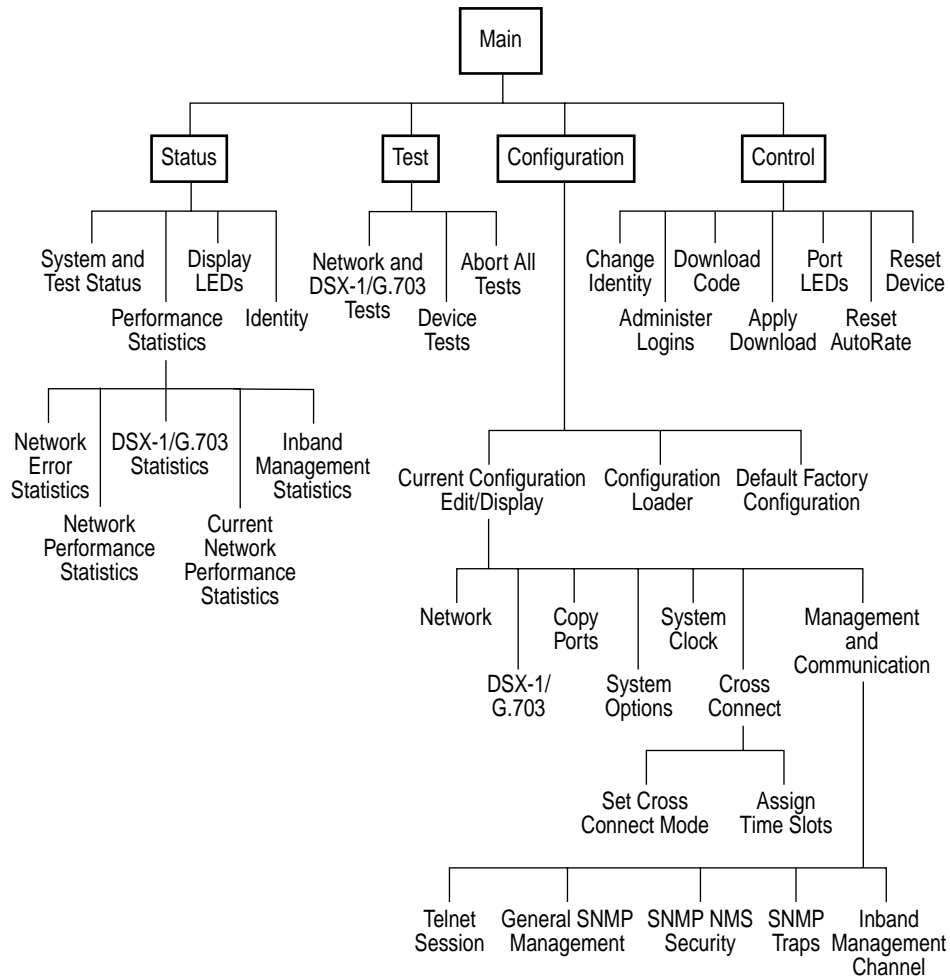 Main
Status
Test
Configuration
Control
System and
Test Status
Display
LEDs
Performance
Statistics
Identity
Network and
DSX-1/G.703
Tests
Abort All
Tests
Device
Tests
Change
Identity
Download
Code
Port
LEDs
Reset
Device
Administer
Logins
Apply
Download
Reset
AutoRate
Network
Error
Statistics
DSX-1/G.703
Statistics
Inband
Management
Statistics
Network
Performance
Statistics
Current
Network
Performance
Statistics
Current Configuration
Edit/Display
Configuration
Loader
Default Factory
Configuration
Network
Copy
Ports
System
Clock
Management
and
Communication
DSX-1/
G.703
System
Options
Cross
Connect
Set Cross
Connect Mode
Assign
Time Slots
Telnet
Session
General SNMP
Management
SNMP NMS
Security
SNMP
Traps
Inband
Management
Channel